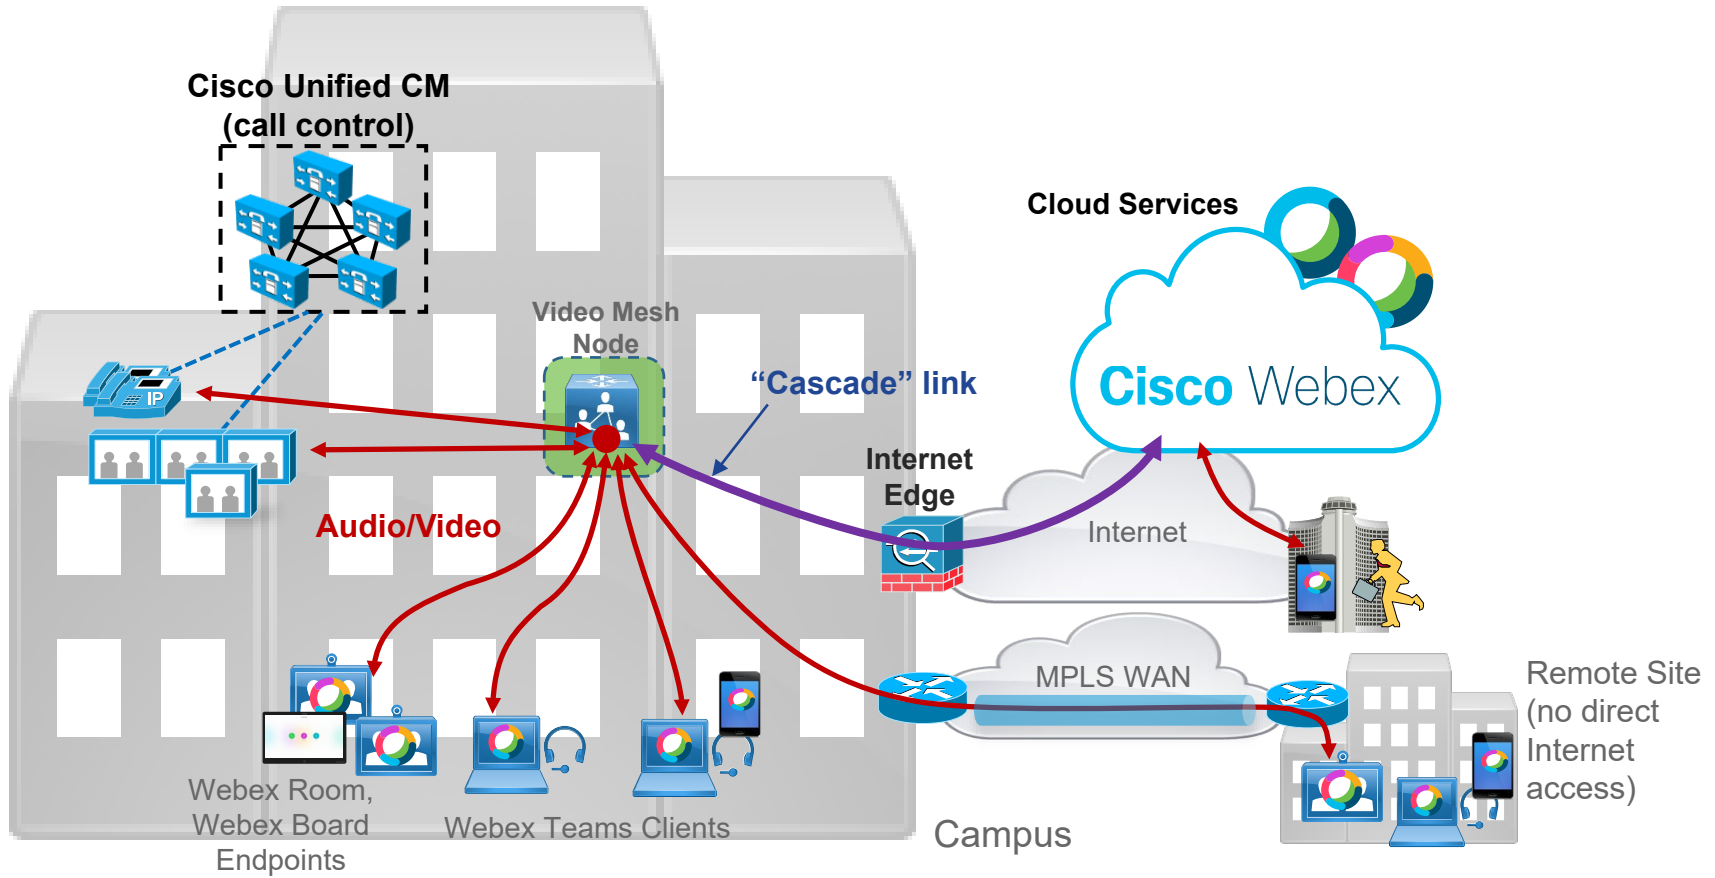 Cisco Unified CM
(call control)
Cloud Services
Video Mesh
Node
"Cascade" link
Cisco Webex
IP
Internet
Edge
Audio/Video
Internet
MPLS WAN
Remote Site
(no direct
Internet
access)
Webex Room,
Webex Board
Endpoints
Webex Teams Clients
Campus